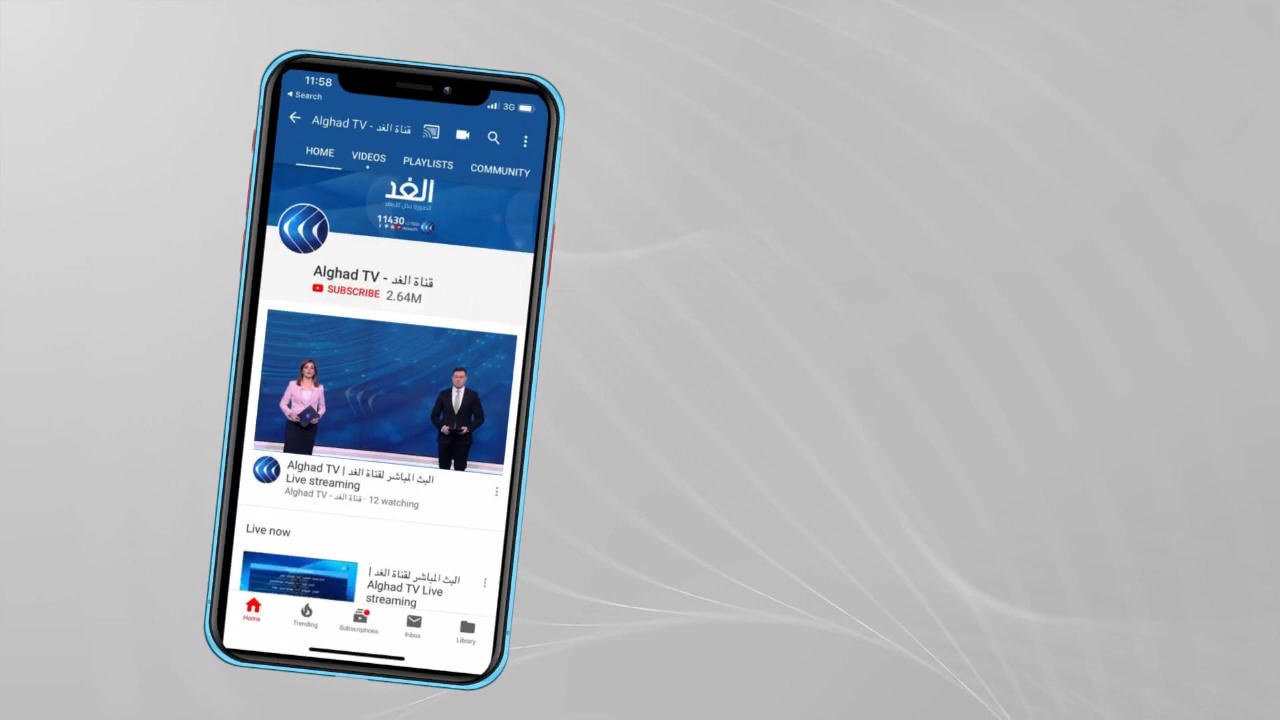 11:58
Search
3G
Alghad TV - قناة الغد
HOME VIDEOS PLAYLISTS COMMUNITY
الغد
11430
Alghad TV - قناة الغد
SUBSCRIBE 2.64M
Alghad TV | البث المباشر لقناة الغد
Live streaming
Alghad TV - قناة الغد · 12 watching
Live now
البث المباشر لقناة الغد |
Alghad TV Live
streaming
Home Trending Subscriptions Inbox Library